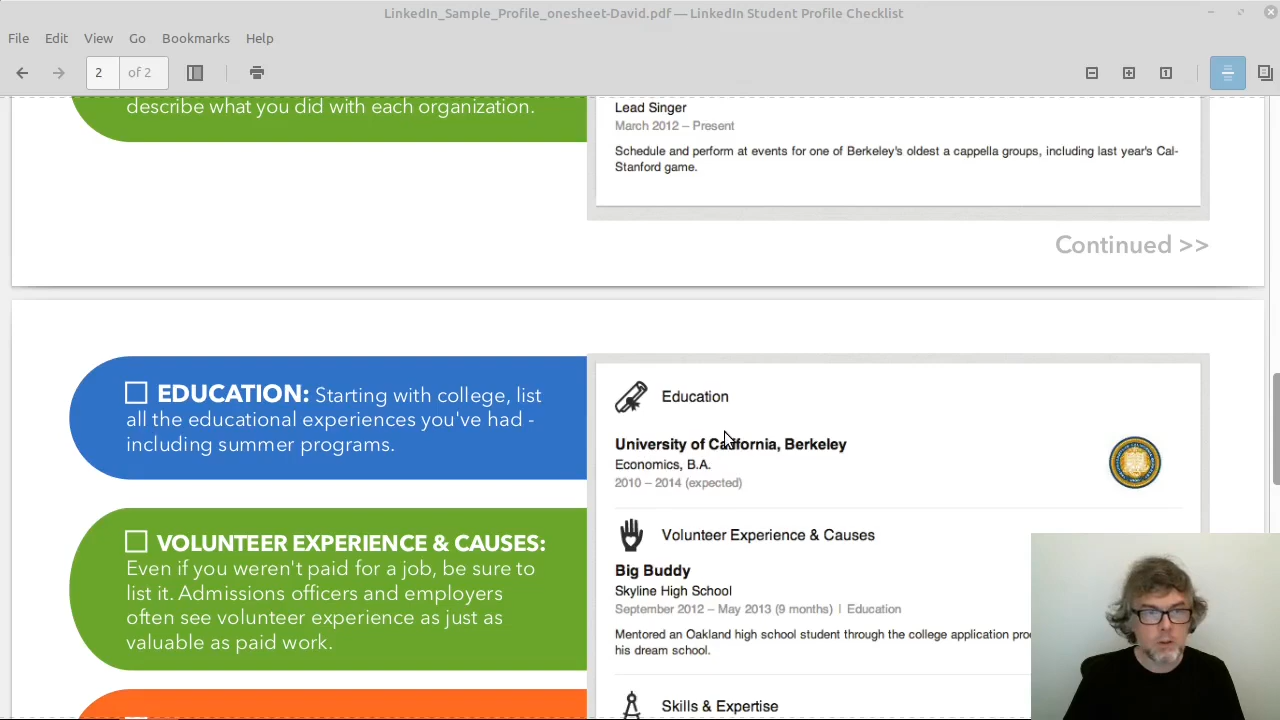 LinkedIn_Sample_Profile_onesheet-David.pdf — LinkedIn Student Profile Checklist
File Edit View Go Bookmarks Help
2 of 2
describe what you did with each organization.
Lead Singer
March 2012 – Present
Schedule and perform at events for one of Berkeley's oldest a cappella groups, including last year's Cal-
Stanford game.
Continued >>
EDUCATION: Starting with college, list
all the educational experiences you've had -
including summer programs.
Education
University of California, Berkeley
Economics, B.A.
2010 – 2014 (expected)
VOLUNTEER EXPERIENCE & CAUSES:
Even if you weren't paid for a job, be sure to
list it. Admissions officers and employers
often see volunteer experience as just as
valuable as paid work.
Volunteer Experience & Causes
Big Buddy
Skyline High School
September 2012 – May 2013 (9 months) | Education
Mentored an Oakland high school student through the college application
his dream school.
Skills & Expertise